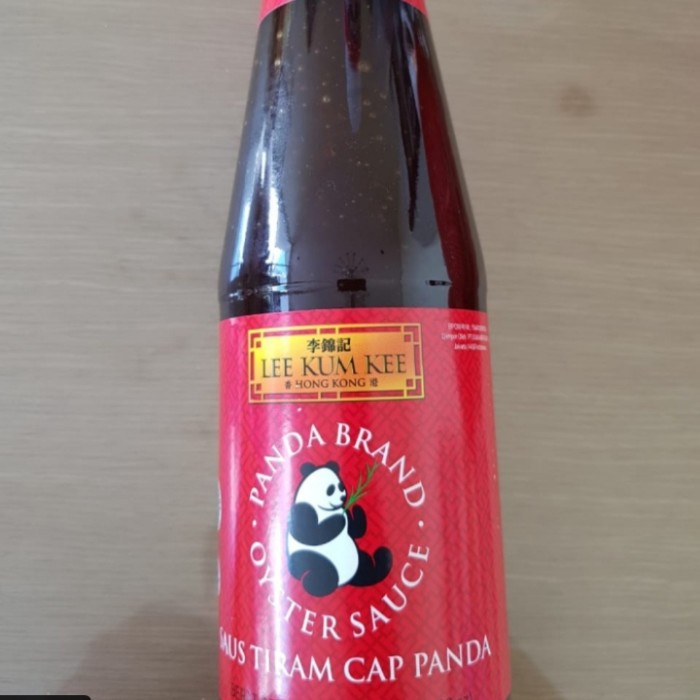 李錦記
LEE KUM KEE
香 HONG KONG 港
PANDA BRAND
OYSTER SAUCE
SAUS TIRAM CAP PANDA